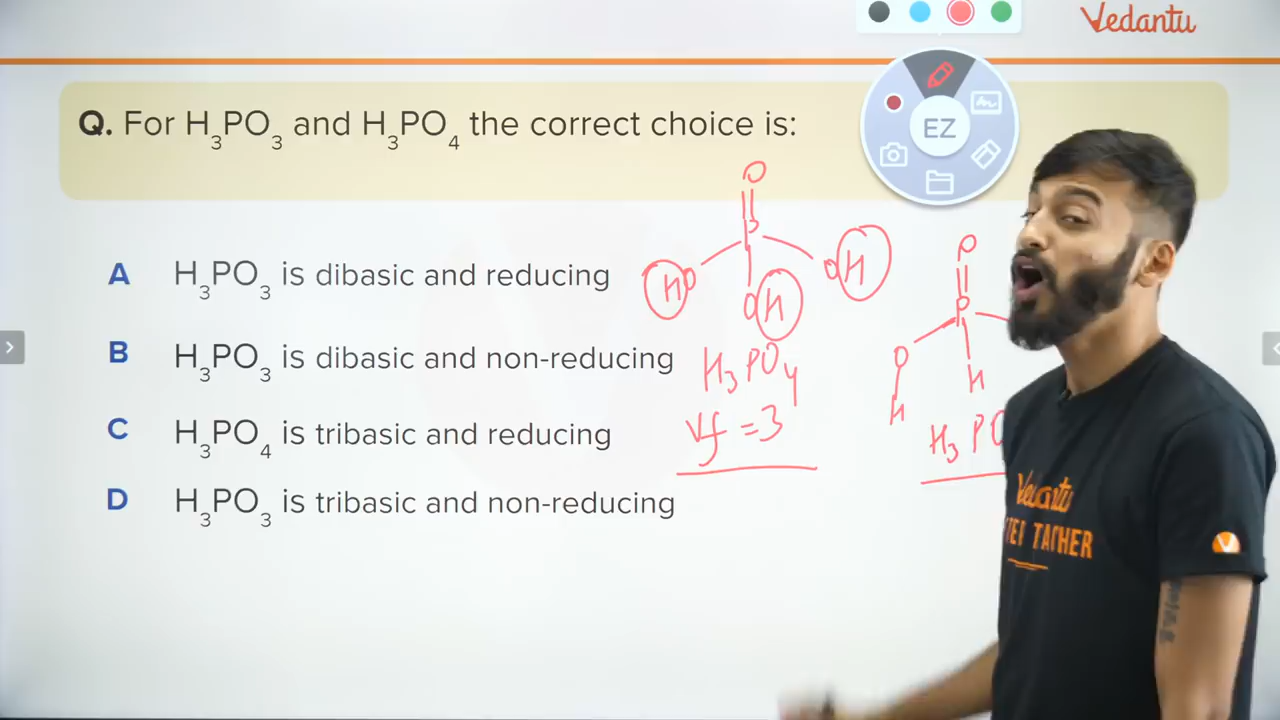 Vedantu
EZ
Q. For H₃PO₃ and H₃PO₄ the correct choice is:
A H₃PO₃ is dibasic and reducing
B H₃PO₃ is dibasic and non-reducing
C H₃PO₄ is tribasic and reducing
D H₃PO₃ is tribasic and non-reducing
O
P
HO OH
OH
H₃PO₄
vf = 3
O
P
O
H
H
H₃ PO
Vedantu